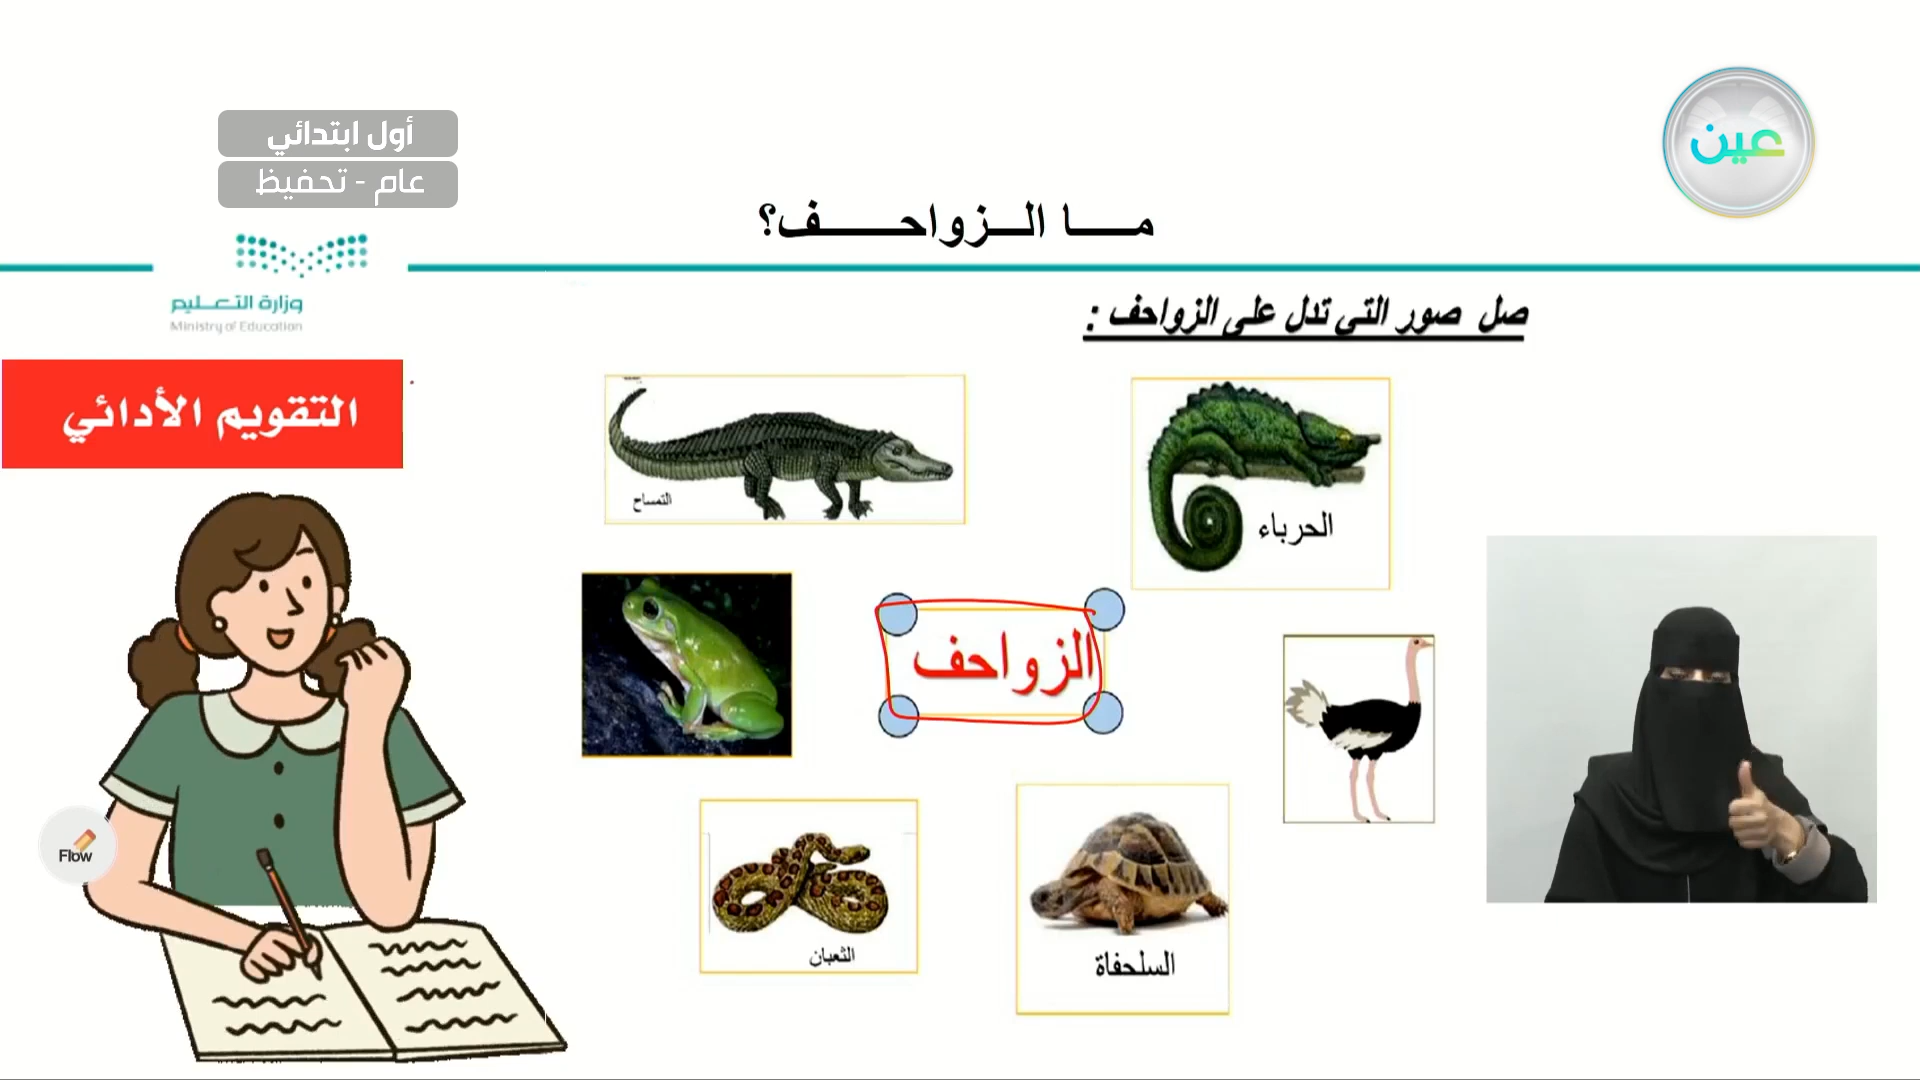 أول ابتدائي
عام - تحفيظ
عين
ما الزواحف؟
وزارة التعليم
Ministry of Education
صل صور التي تدل على الزواحف :
التقويم الأدائي
التمساح
الحرباء
الزواحف
Flow
الثعبان
السلحفاة